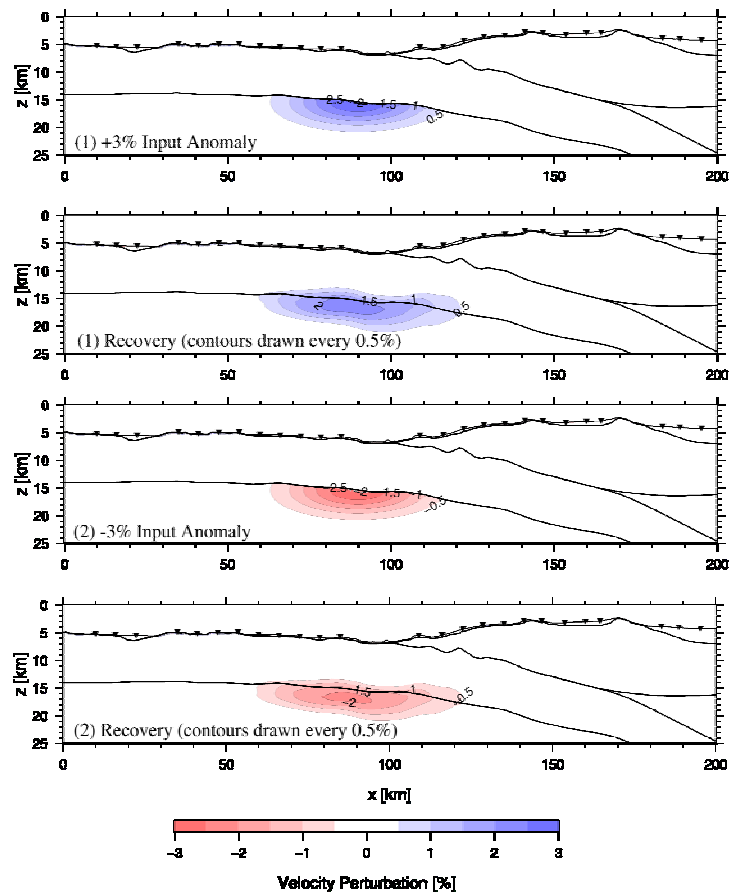 0
5
10
15
20
25
z [km]
2.5 -2 1.5 1
0.5
(1) +3% Input Anomaly
0 50 100 150 200
0
5
10
15
20
25
z [km]
2 1.5 1
0.5
(1) Recovery (contours drawn every 0.5%)
0 50 100 150 200
0
5
10
15
20
25
z [km]
2.5 -2 -1.5 -1
-0.5
(2) -3% Input Anomaly
0 50 100 150 200
0
5
10
15
20
25
z [km]
-1.5 -1
-2 -0.5
(2) Recovery (contours drawn every 0.5%)
0 50 100 150 200
x [km]
-3 -2 -1 0 1 2 3
Velocity Perturbation [%]